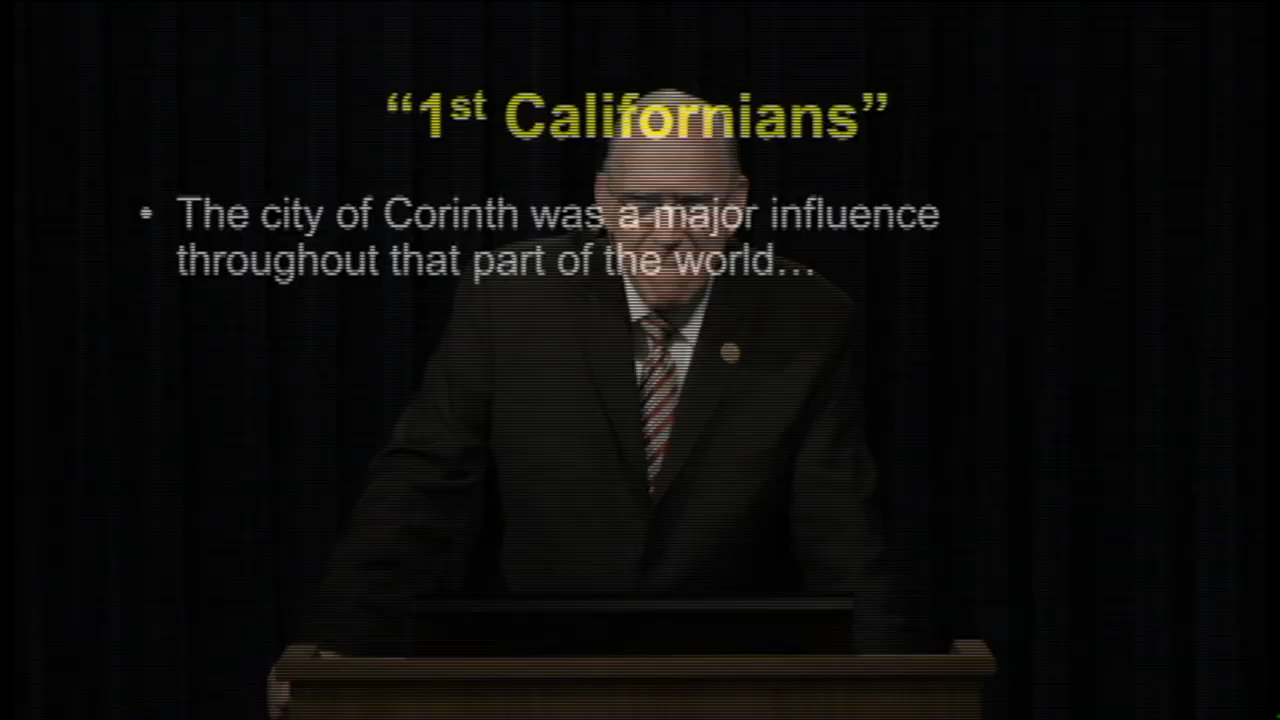 “1st Californians”
• The city of Corinth was a major influence
throughout that part of the world…